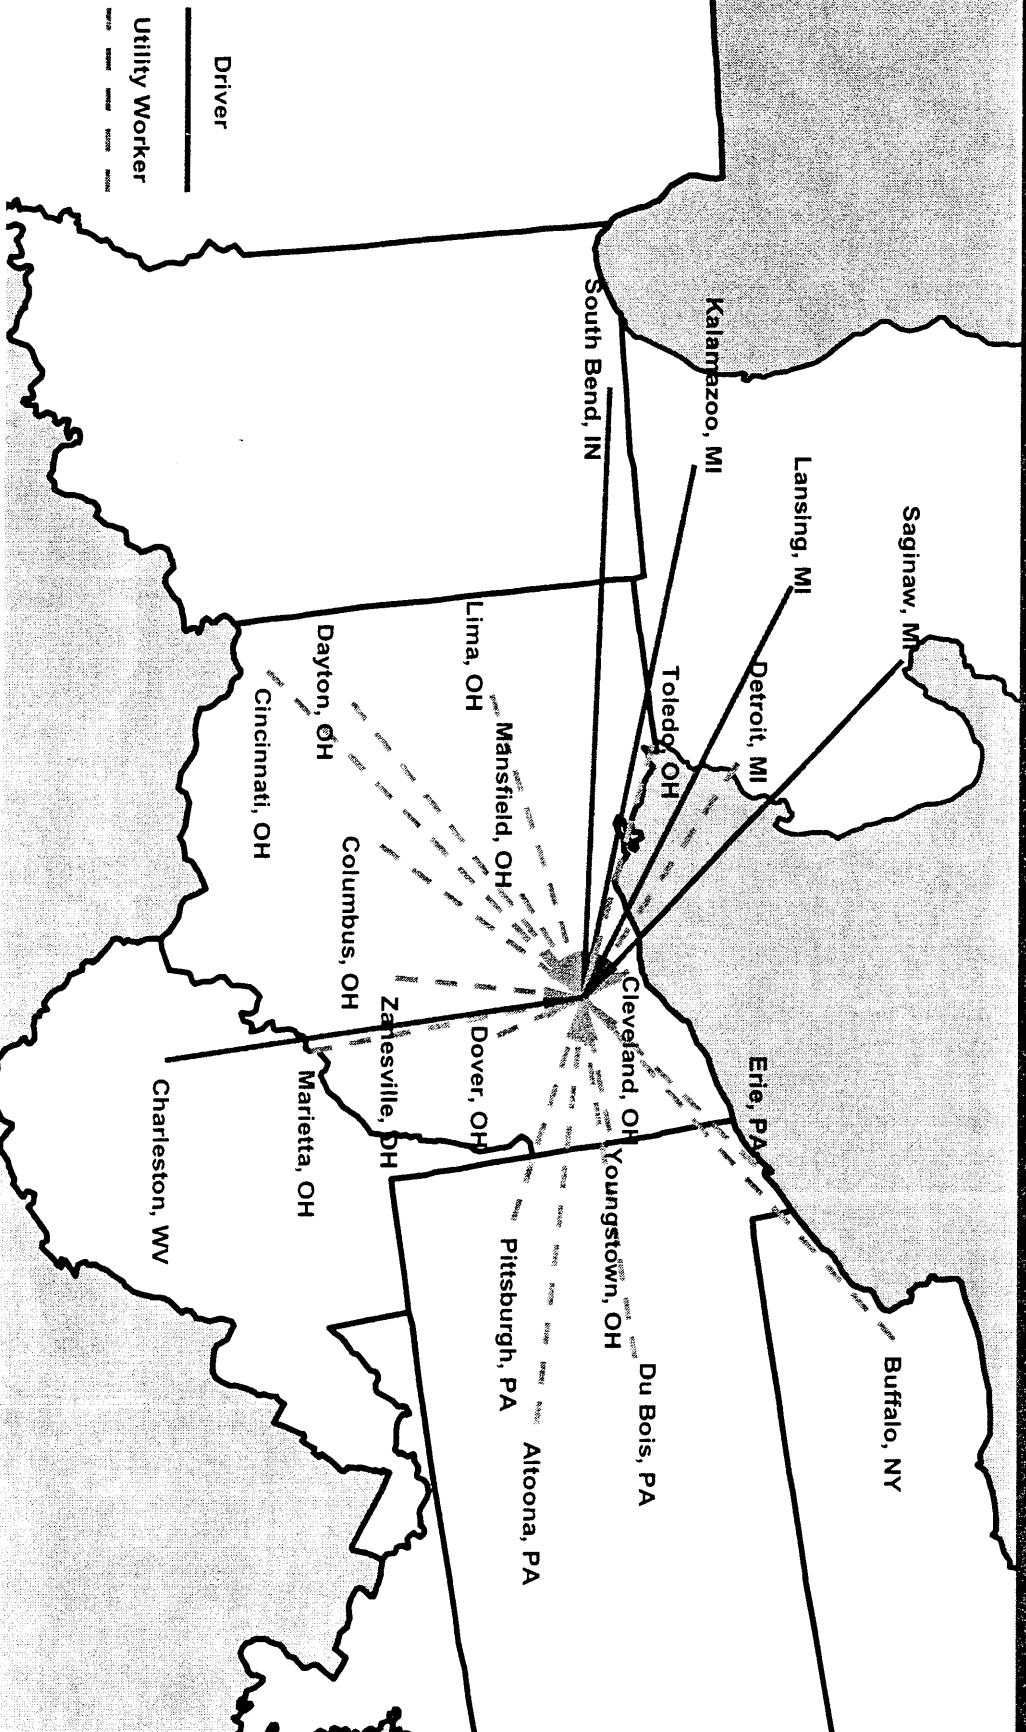 Saginaw, MI
Lansing, MI
Kalamazoo, MI
Detroit, MI
South Bend, IN
Toledo, OH
Erie, PA
Buffalo, NY
Cleveland, OH
Youngstown, OH
Du Bois, PA
Lima, OH
Mansfield, OH
Dover, OH
Pittsburgh, PA
Altoona, PA
Dayton, OH
Columbus, OH
Zanesville, OH
Cincinnati, OH
Marietta, OH
Charleston, WV
Driver
Utility Worker